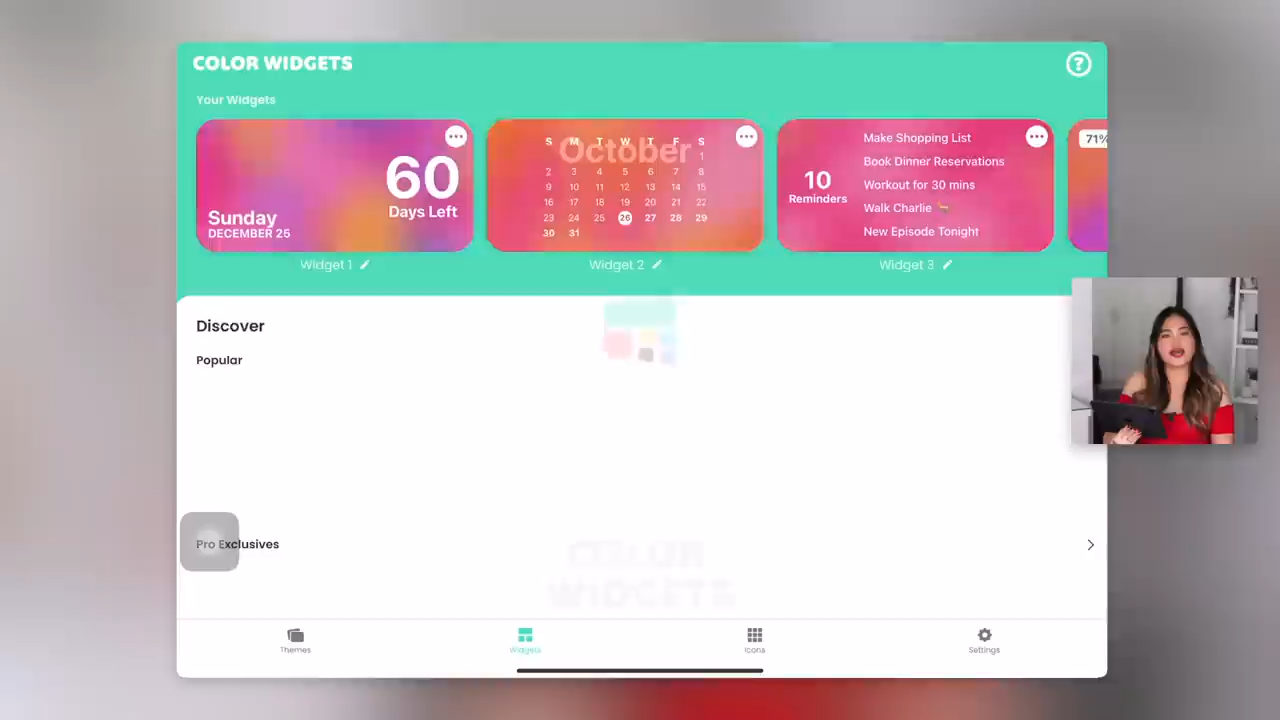 COLOR WIDGETS
?
Your Widgets
60
Days Left
Sunday
DECEMBER 25
October
S M T W T F S
1
2 3 4 5 6 7 8
9 10 11 12 13 14 15
16 17 18 19 20 21 22
23 24 25 26 27 28 29
30 31
10
Reminders
Make Shopping List
Book Dinner Reservations
Workout for 30 mins
Walk Charlie
New Episode Tonight
71%
Widget 1
Widget 2
Widget 3
Discover
Popular
Pro Exclusives
COLOR
WIDGETS
Themes
Widgets
Icons
Settings